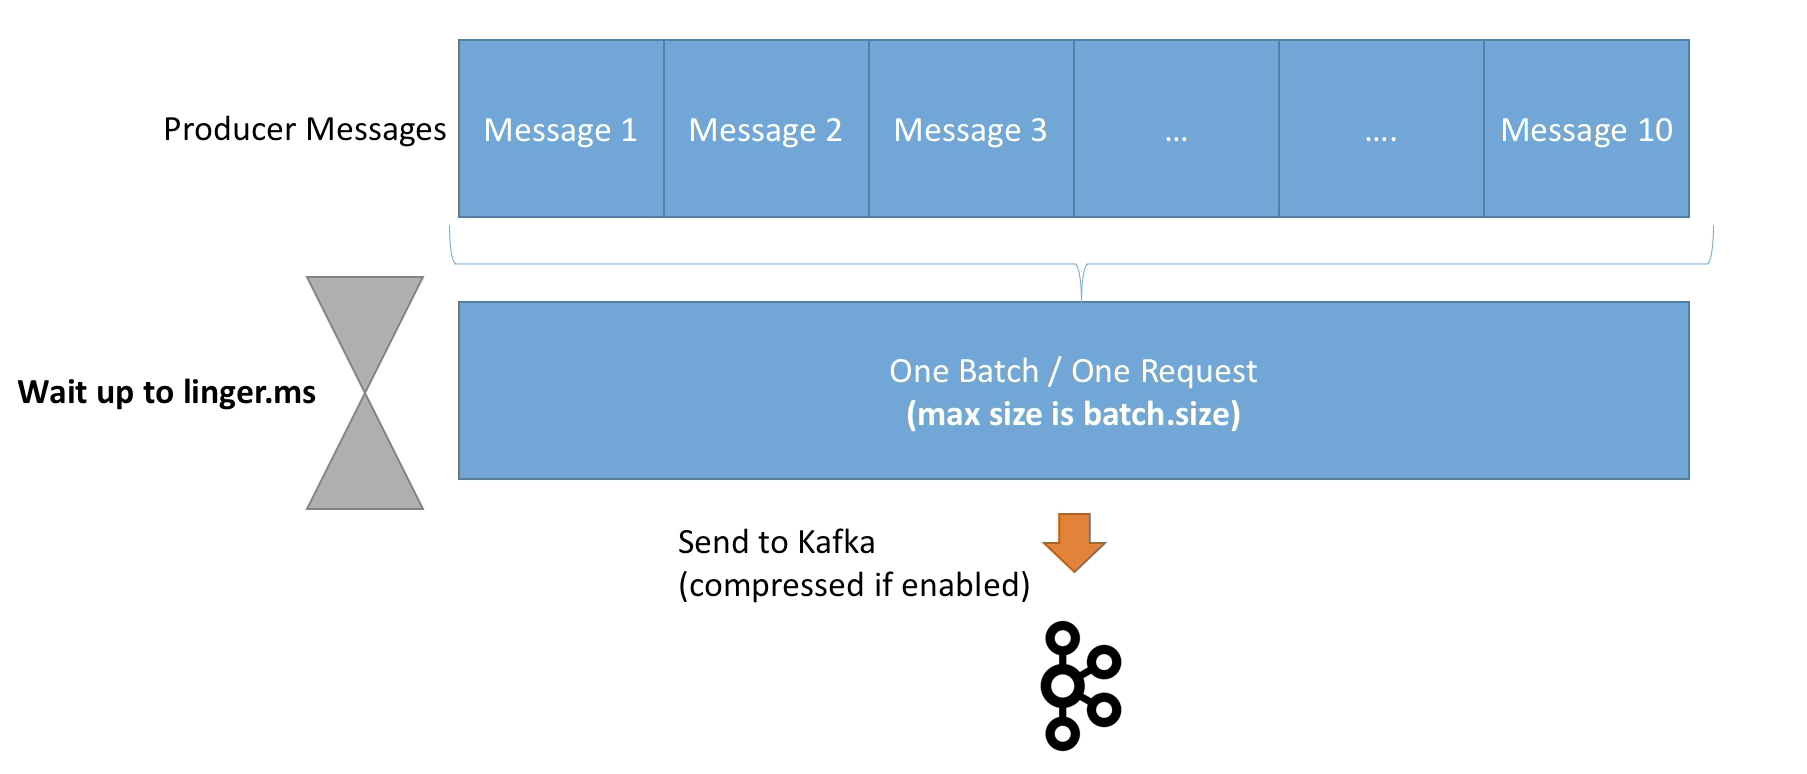 Producer Messages
Message 1
Message 2
Message 3
...
....
Message 10
Wait up to linger.ms
One Batch / One Request
(max size is batch.size)
Send to Kafka
(compressed if enabled)